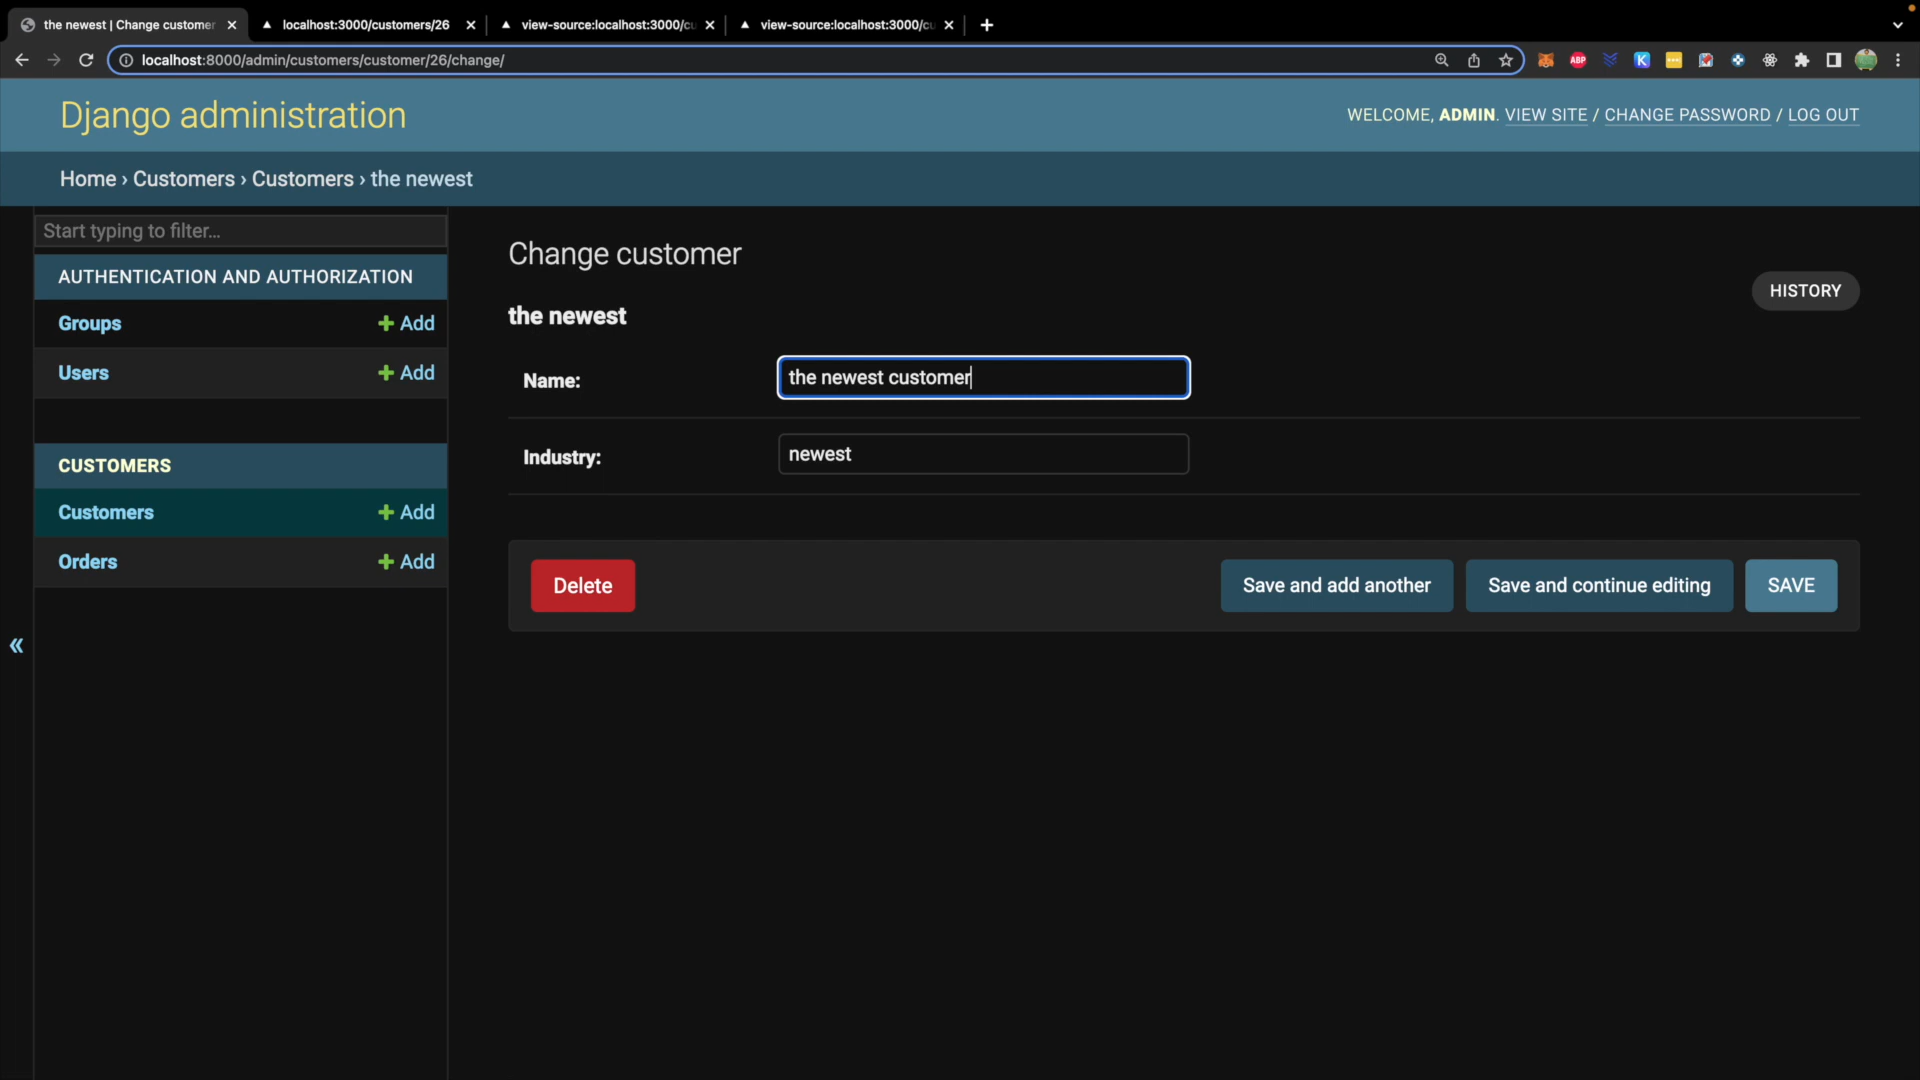 the newest | Change customer
localhost:3000/customers/26
view-source:localhost:3000/cu
view-source:localhost:3000/cu
localhost:8000/admin/customers/customer/26/change/
ABP
K
Django administration
WELCOME, ADMIN. VIEW SITE / CHANGE PASSWORD / LOG OUT
Home › Customers › Customers › the newest
Start typing to filter...
AUTHENTICATION AND AUTHORIZATION
Groups + Add
Users + Add
CUSTOMERS
Customers + Add
Orders + Add
«
Change customer
HISTORY
the newest
Name: the newest customer
Industry: newest
Delete
Save and add another
Save and continue editing
SAVE